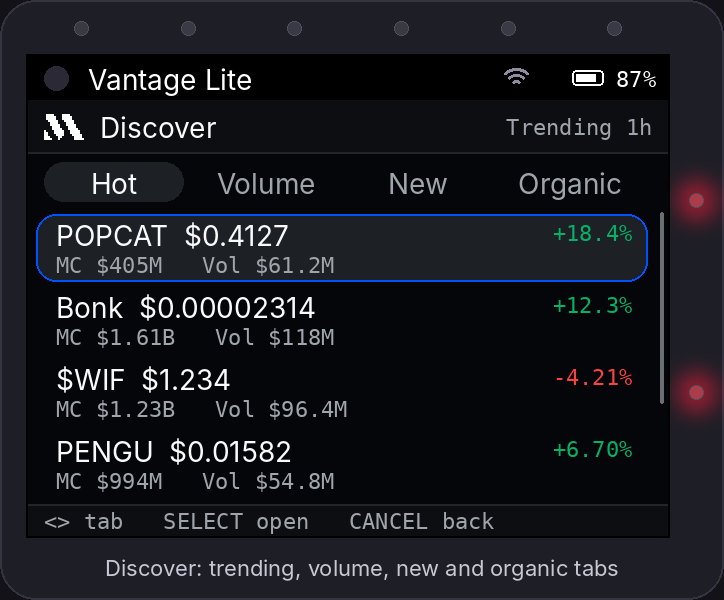 Vantage Lite 87%
Discover Trending 1h
Hot Volume New Organic
POPCAT $0.4127 +18.4%
MC $405M Vol $61.2M
Bonk $0.00002314 +12.3%
MC $1.61B Vol $118M
$WIF $1.234 -4.21%
MC $1.23B Vol $96.4M
PENGU $0.01582 +6.70%
MC $994M Vol $54.8M
<> tab SELECT open CANCEL back
Discover: trending, volume, new and organic tabs